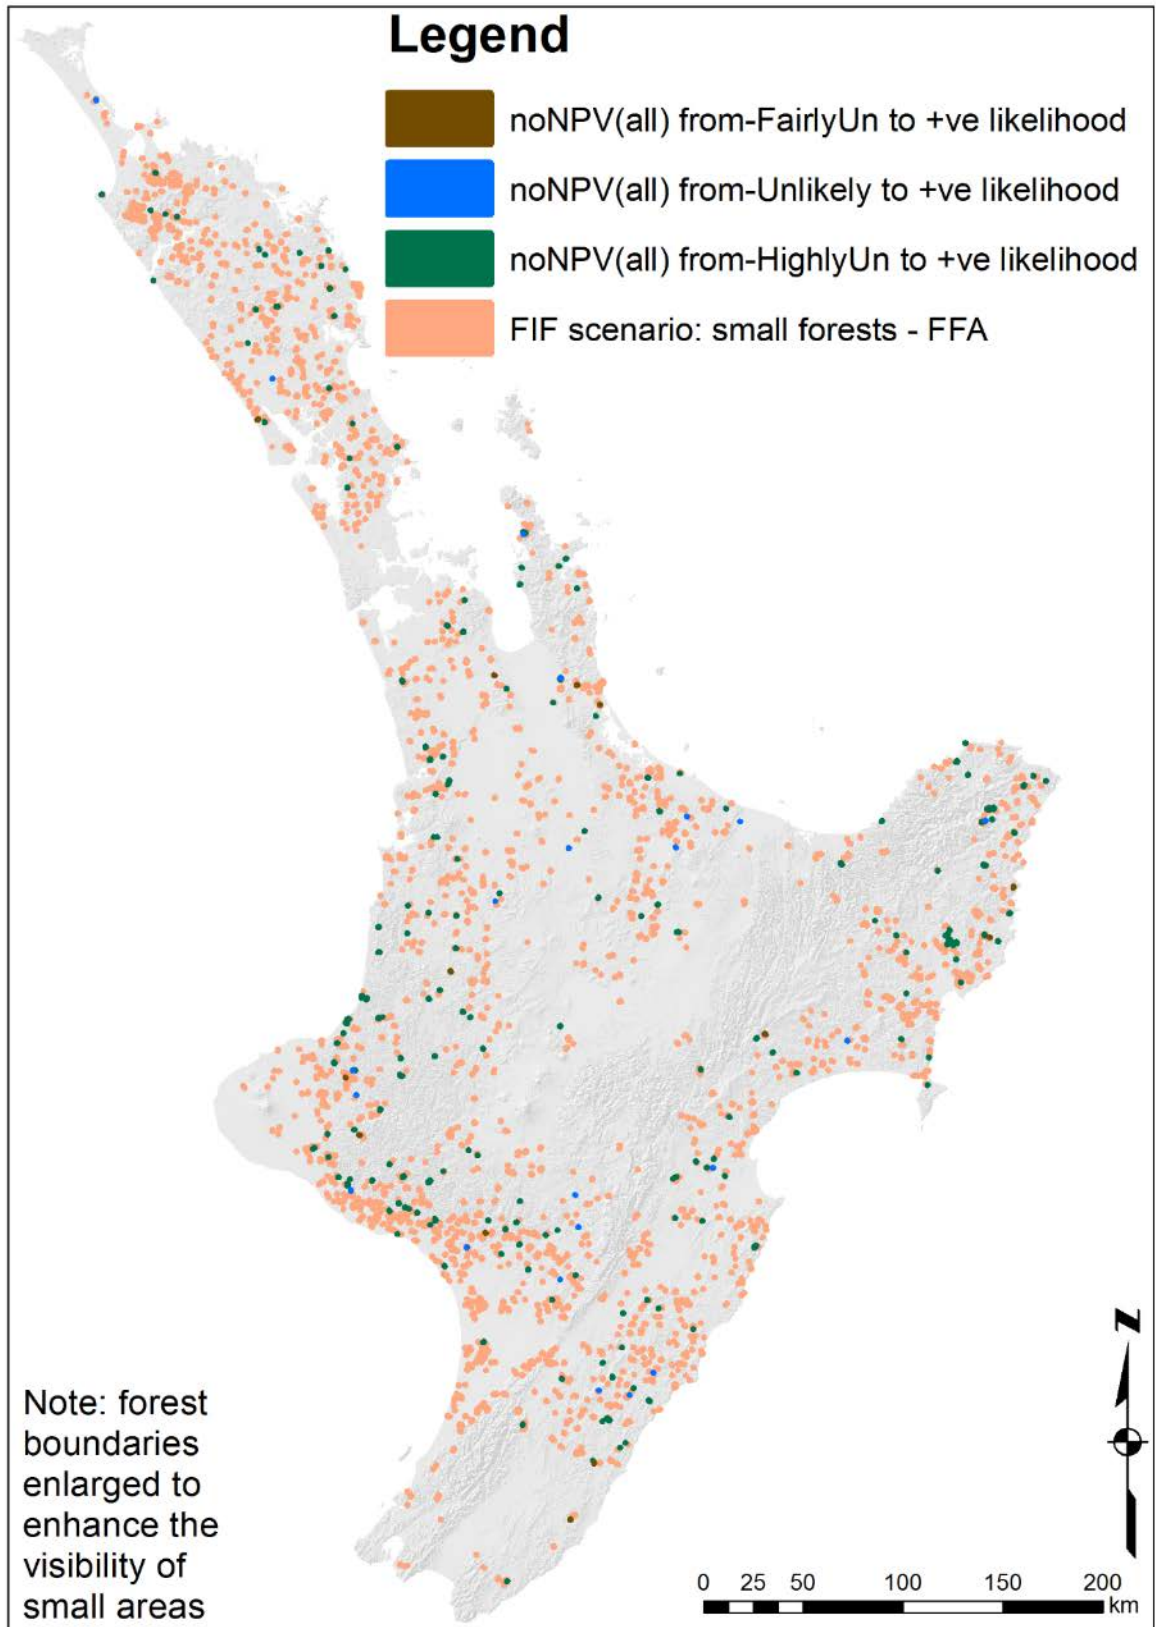 Legend
noNPV(all) from-FairlyUn to +ve likelihood
noNPV(all) from-Unlikely to +ve likelihood
noNPV(all) from-HighlyUn to +ve likelihood
FIF scenario: small forests - FFA
N
Note: forest
boundaries
enlarged to
enhance the
visibility of
small areas
0 25 50 100 150 200
km